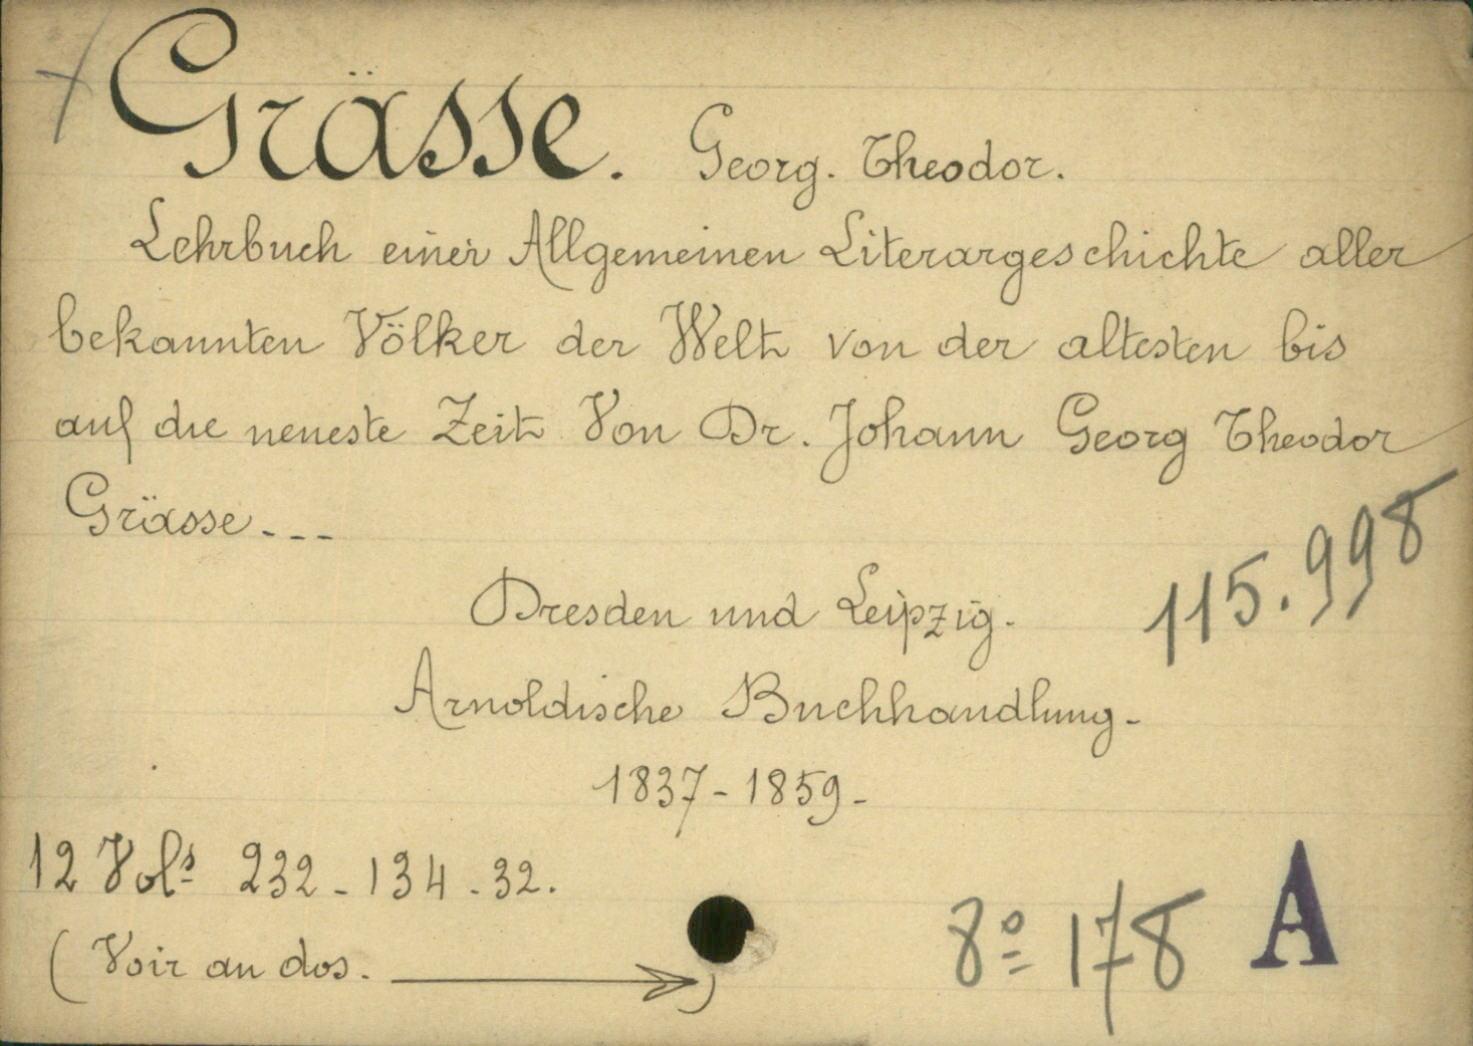 Grässe. Georg. Theodor.
Lehrbuch einer Allgemeinen Literargeschichte aller
bekannten Völker der Welt von der altesten bis
auf die neueste Zeit Von Dr. Johann Georg Theodor
Grässe...
115.998
Dresden und Leipzig.
Arnoldische Buchhandlung.
1837-1859-
12 Vols 232-134-32.
(Voir au dos. →)
8º 178 A